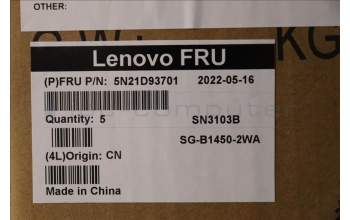 OTHER:
KG
Lenovo FRU
(P)FRU P/N: 5N21D93701 2022-05-16
Quantity: 5 SN3103B
SG-B1450-2WA
(4L)Origin: CN
Made in China